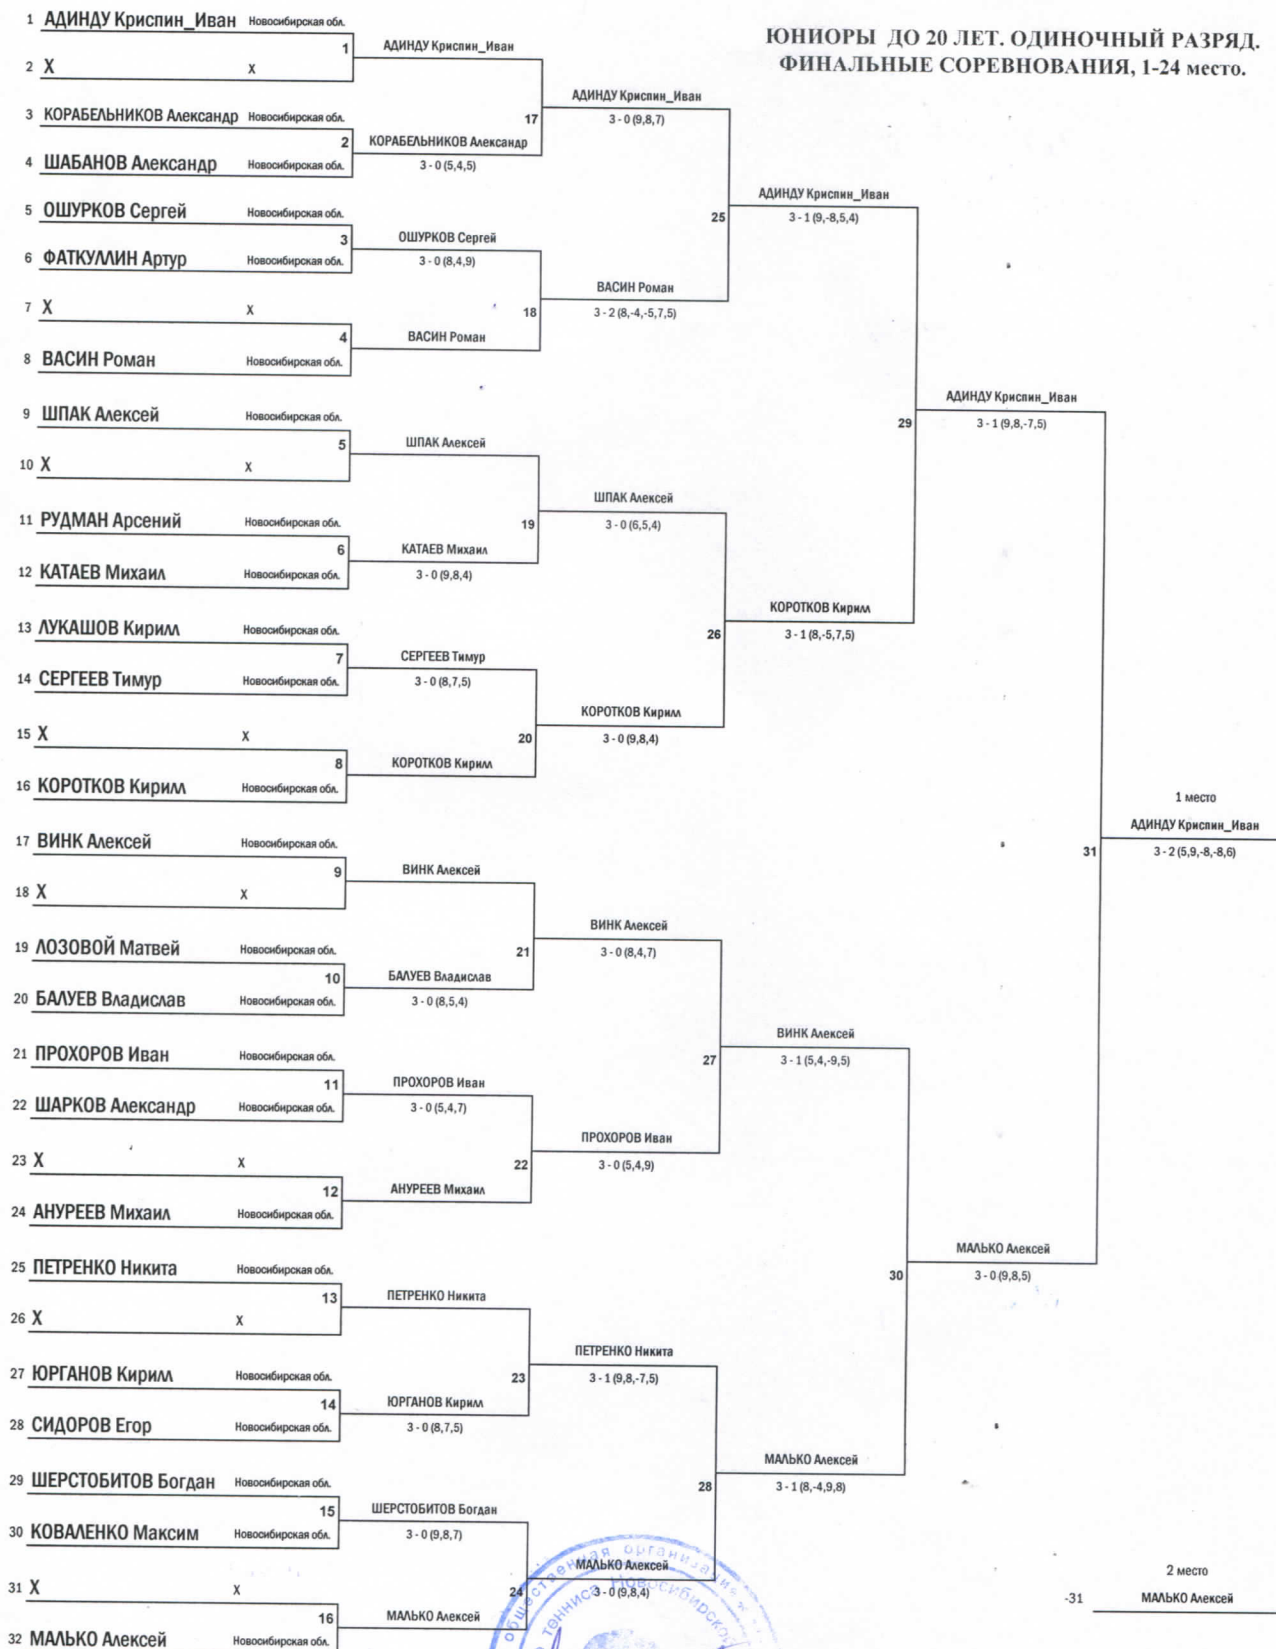 ЮНИОРЫ ДО 20 ЛЕТ. ОДИНОЧНЫЙ РАЗРЯД.
ФИНАЛЬНЫЕ СОРЕВНОВАНИЯ, 1-24 место.
1 АДИНДУ Криспин_Иван Новосибирская обл.
1 АДИНДУ Криспин_Иван
2 X X
АДИНДУ Криспин_Иван
3 КОРАБЕЛЬНИКОВ Александр Новосибирская обл.
17 3 - 0 (9,8,7)
2 КОРАБЕЛЬНИКОВ Александр
4 ШАБАНОВ Александр Новосибирская обл.
3 - 0 (5,4,5)
АДИНДУ Криспин_Иван
5 ОШУРКОВ Сергей Новосибирская обл.
25 3 - 1 (9,-8,5,4)
3 ОШУРКОВ Сергей
6 ФАТКУЛЛИН Артур Новосибирская обл.
3 - 0 (8,4,9)
ВАСИН Роман
7 X X
18 3 - 2 (8,-4,-5,7,5)
4 ВАСИН Роман
8 ВАСИН Роман Новосибирская обл.
АДИНДУ Криспин_Иван
9 ШПАК Алексей Новосибирская обл.
29 3 - 1 (9,8,-7,5)
5 ШПАК Алексей
10 X X
ШПАК Алексей
11 РУДМАН Арсений Новосибирская обл.
19 3 - 0 (6,5,4)
6 КАТАЕВ Михаил
12 КАТАЕВ Михаил Новосибирская обл.
3 - 0 (9,8,4)
КОРОТКОВ Кирилл
13 ЛУКАШОВ Кирилл Новосибирская обл.
26 3 - 1 (8,-5,7,5)
7 СЕРГЕЕВ Тимур
14 СЕРГЕЕВ Тимур Новосибирская обл.
3 - 0 (8,7,5)
КОРОТКОВ Кирилл
15 X X
20 3 - 0 (9,8,4)
8 КОРОТКОВ Кирилл
16 КОРОТКОВ Кирилл Новосибирская обл.
1 место
АДИНДУ Криспин_Иван
17 ВИНК Алексей Новосибирская обл.
31 3 - 2 (5,9,-8,-8,6)
9 ВИНК Алексей
18 X X
ВИНК Алексей
19 ЛОЗОВОЙ Матвей Новосибирская обл.
21 3 - 0 (8,4,7)
10 БАЛУЕВ Владислав
20 БАЛУЕВ Владислав Новосибирская обл.
3 - 0 (8,5,4)
ВИНК Алексей
21 ПРОХОРОВ Иван Новосибирская обл.
27 3 - 1 (5,4,-9,5)
11 ПРОХОРОВ Иван
22 ШАРКОВ Александр Новосибирская обл.
3 - 0 (5,4,7)
ПРОХОРОВ Иван
23 X X
22 3 - 0 (5,4,9)
12 АНУРЕЕВ Михаил
24 АНУРЕЕВ Михаил Новосибирская обл.
МАЛЬКО Алексей
25 ПЕТРЕНКО Никита Новосибирская обл.
30 3 - 0 (9,8,5)
13 ПЕТРЕНКО Никита
26 X X
ПЕТРЕНКО Никита
27 ЮРГАНОВ Кирилл Новосибирская обл.
23 3 - 1 (9,8,-7,5)
14 ЮРГАНОВ Кирилл
28 СИДОРОВ Егор Новосибирская обл.
3 - 0 (8,7,5)
МАЛЬКО Алексей
29 ШЕРСТОБИТОВ Богдан Новосибирская обл.
28 3 - 1 (8,-4,9,8)
15 ШЕРСТОБИТОВ Богдан
30 КОВАЛЕНКО Максим Новосибирская обл.
3 - 0 (9,8,7)
общественная организация
МАЛЬКО Алексей
2 место
31 X X
24 3 - 0 (9,8,4)
тенниса Новосибирской
-31 МАЛЬКО Алексей
16 МАЛЬКО Алексей
32 МАЛЬКО Алексей Новосибирская обл.